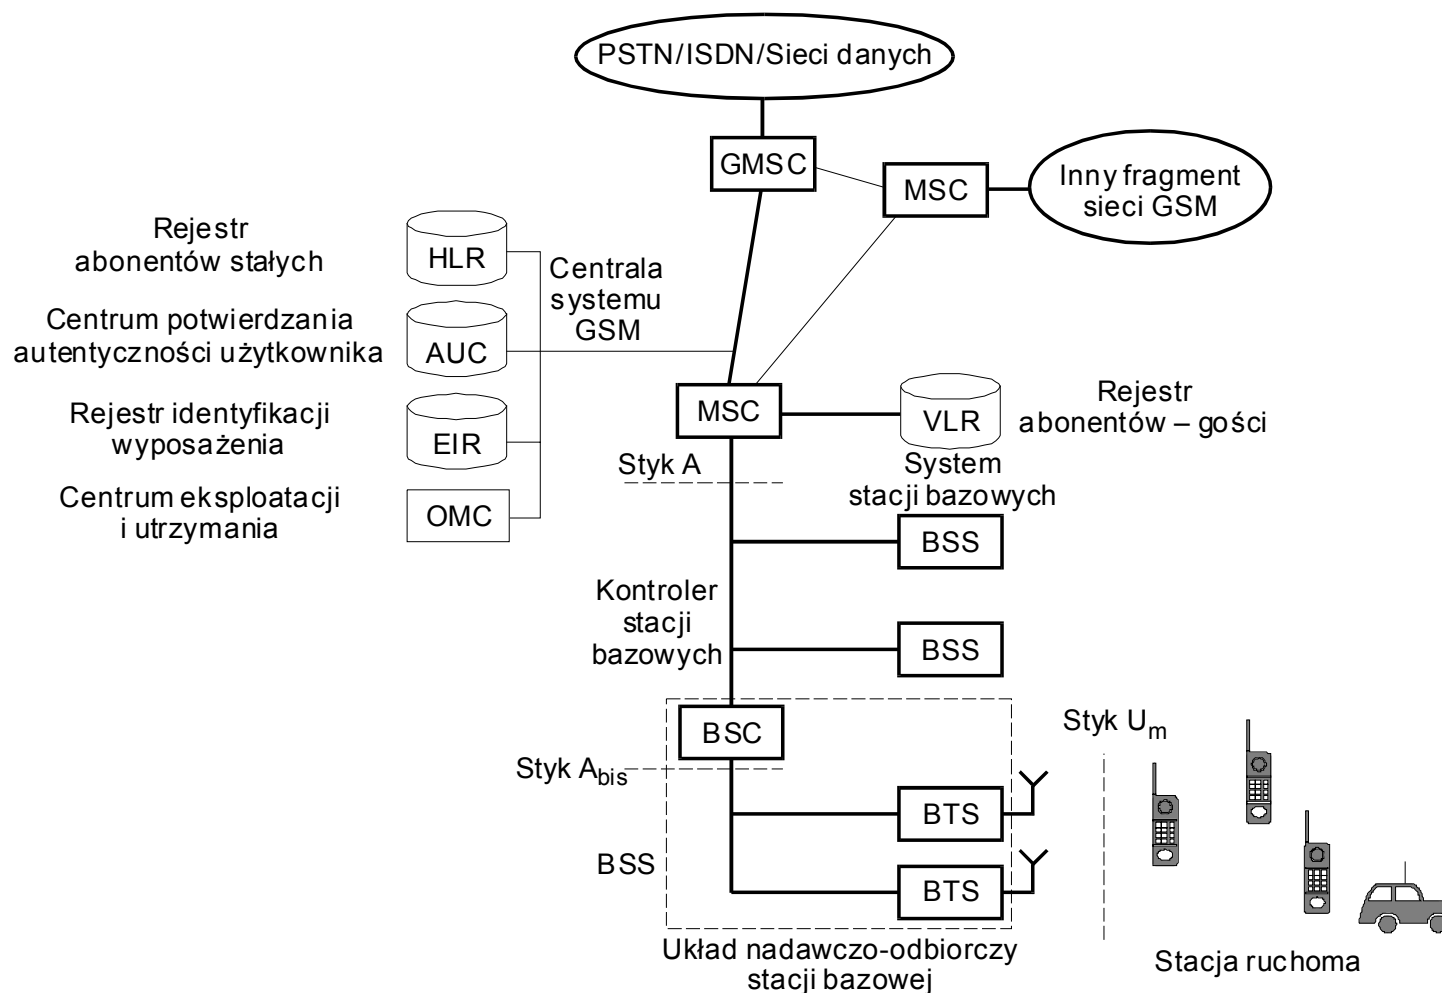 PSTN/ISDN/Sieci danych
GMSC
MSC
Inny fragment
sieci GSM
Rejestr
abonentów stałych
HLR
Centrala
systemu
GSM
Centrum potwierdzania
autentyczności użytkownika
AUC
MSC
VLR
Rejestr
abonentów – gości
Rejestr identyfikacji
wyposażenia
EIR
Styk A
System
stacji bazowych
Centrum eksploatacji
i utrzymania
OMC
BSS
Kontroler
stacji
bazowych
BSS
BSC
Styk Um
Styk Abis
BTS
BSS
BTS
Układ nadawczo-odbiorczy
stacji bazowej
Stacja ruchoma